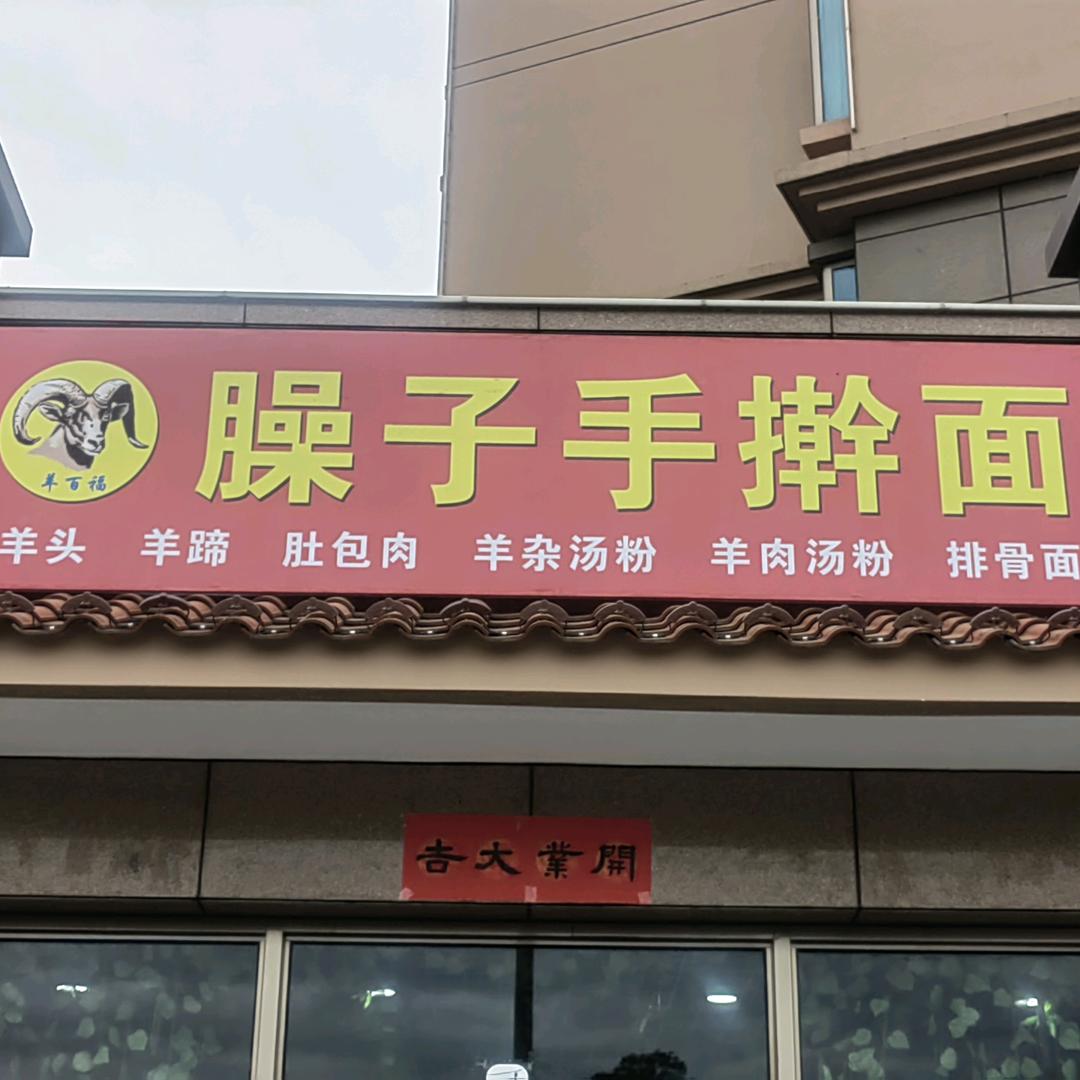 臊子手擀面
羊百福
羊头 羊蹄 肚包肉 羊杂汤粉 羊肉汤粉 排骨面
開業大吉